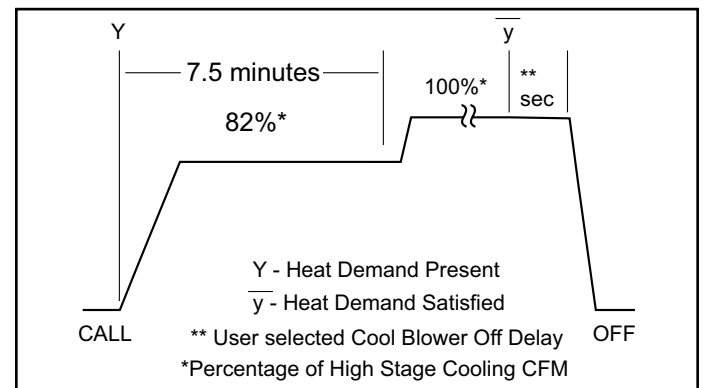 Y
y
7.5 minutes
100%*
**
sec
82%*
Y - Heat Demand Present
y - Heat Demand Satisfied
CALL
** User selected Cool Blower Off Delay
OFF
*Percentage of High Stage Cooling CFM